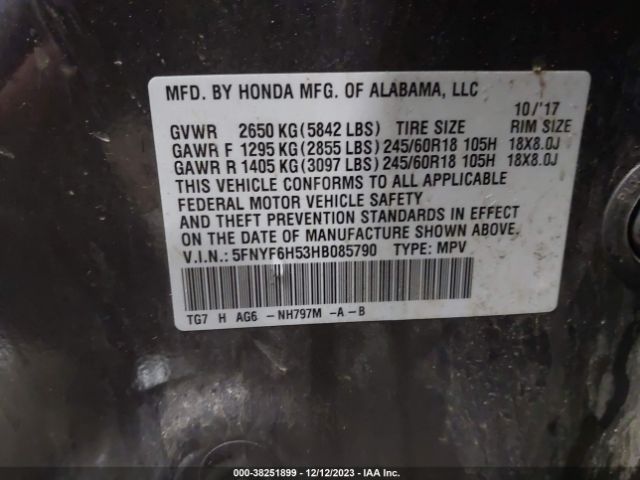 MFD. BY HONDA MFG. OF ALABAMA, LLC
10/'17
GVWR 2650 KG (5842 LBS) TIRE SIZE RIM SIZE
GAWR F 1295 KG (2855 LBS) 245/60R18 105H 18X8.0J
GAWR R 1405 KG (3097 LBS) 245/60R18 105H 18X8.0J
THIS VEHICLE CONFORMS TO ALL APPLICABLE
FEDERAL MOTOR VEHICLE SAFETY
AND THEFT PREVENTION STANDARDS IN EFFECT
ON THE DATE OF MANUFACTURE SHOWN ABOVE.
V.I.N.: 5FNYF6H53HB085790 TYPE: MPV
TG7 H AG6 -NH797M -A -B
000-38251899 - 12/12/2023 - IAA Inc.